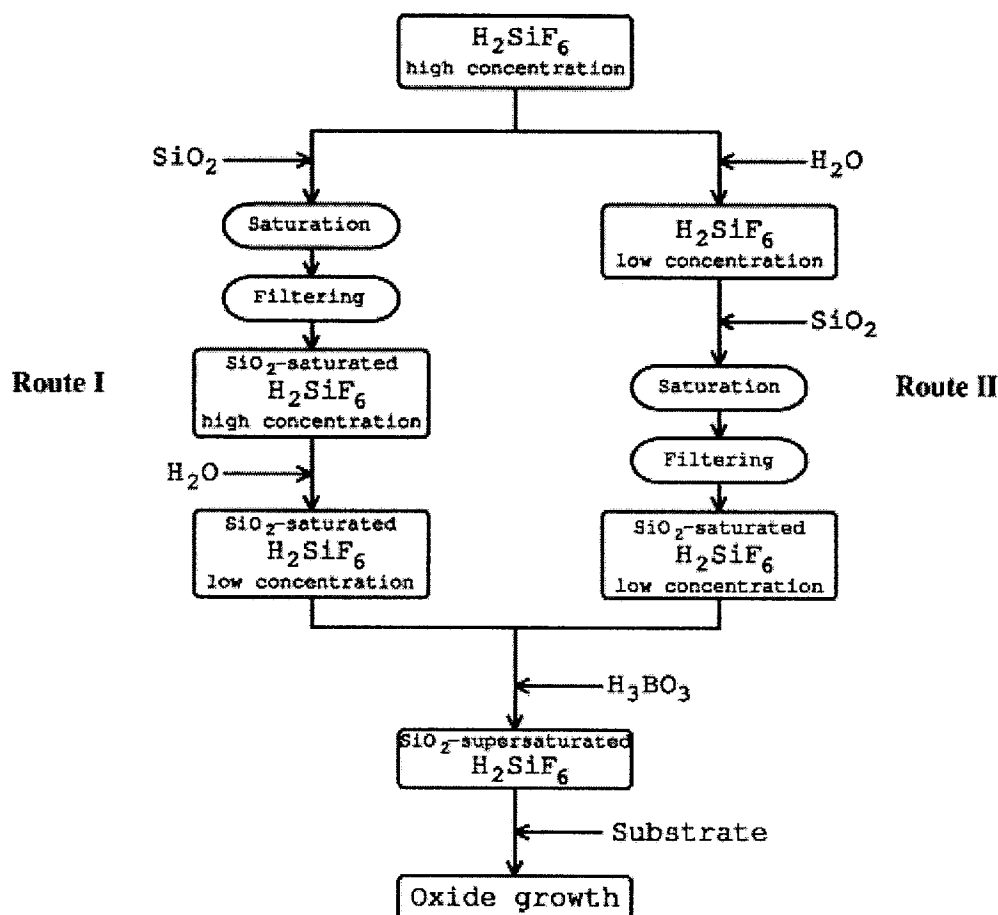 H₂SiF₆
high concentration
SiO₂
Saturation
Filtering
SiO₂-saturated
H₂SiF₆
high concentration
Route I
H₂O
SiO₂-saturated
H₂SiF₆
low concentration
H₂O
H₂SiF₆
low concentration
SiO₂
Saturation
Route II
Filtering
SiO₂-saturated
H₂SiF₆
low concentration
H₃BO₃
SiO₂-supersaturated
H₂SiF₆
Substrate
Oxide growth